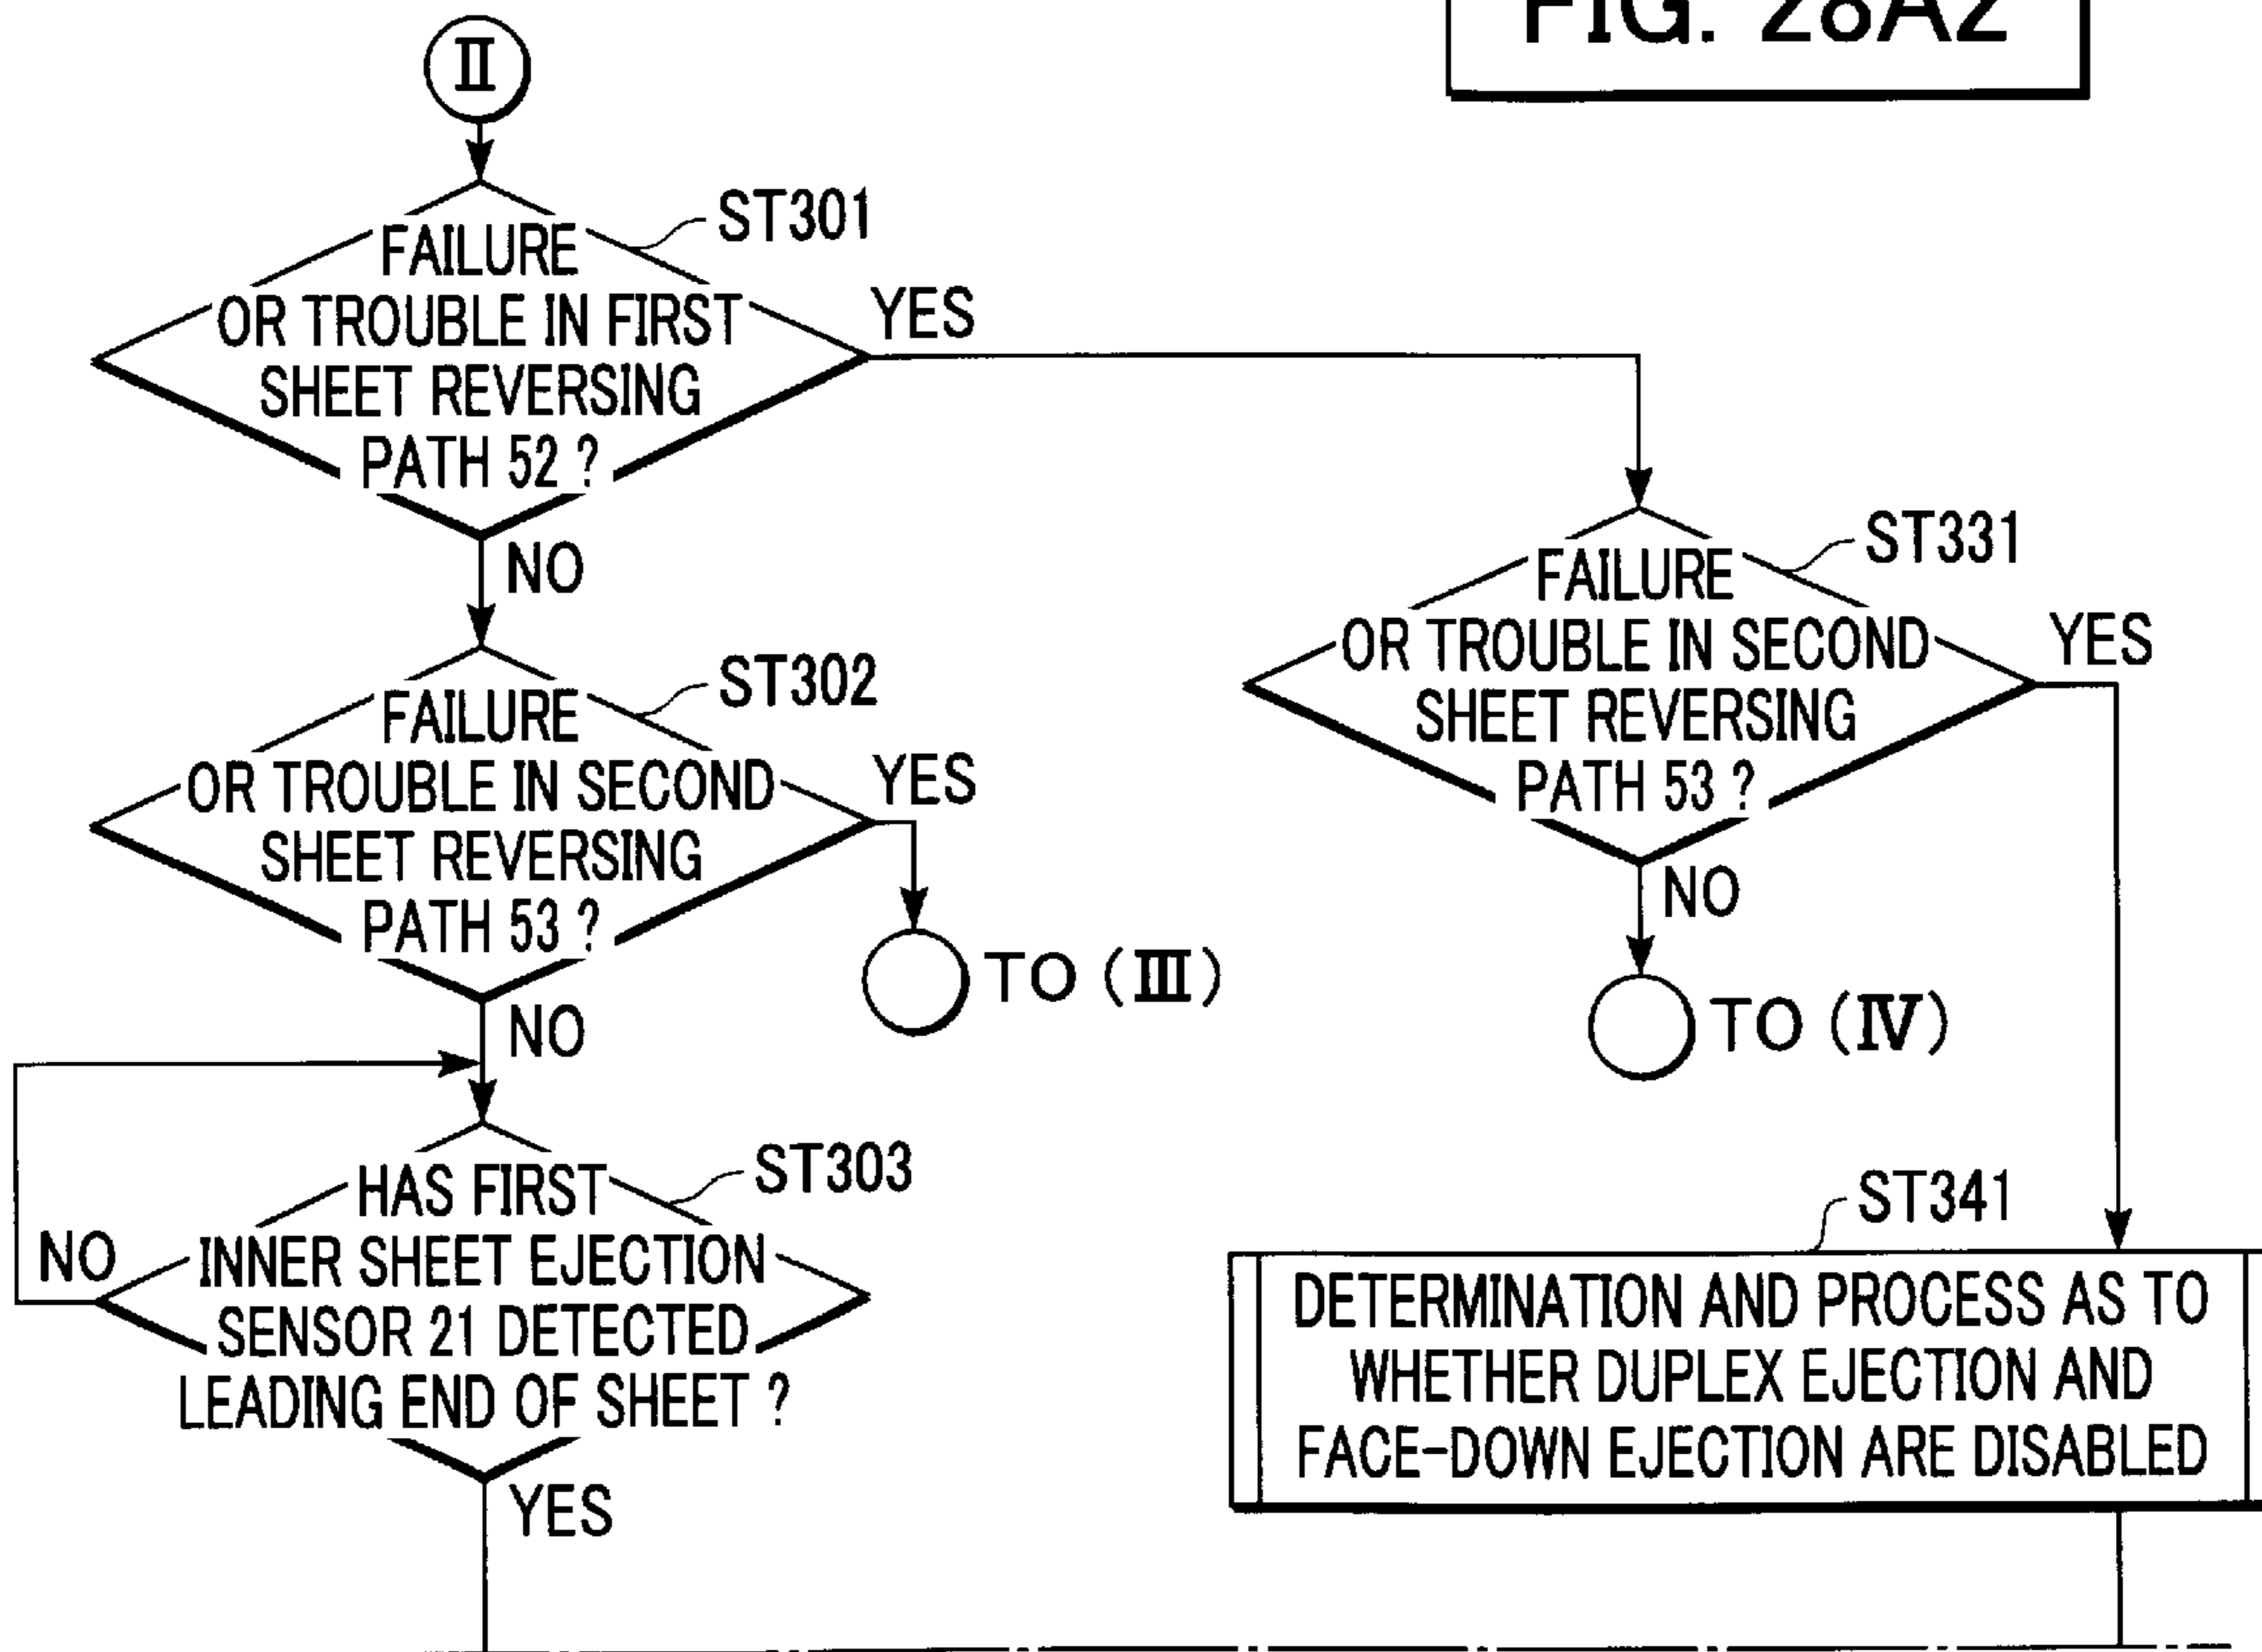 FIG. 28A2
II
ST301
FAILURE
OR TROUBLE IN FIRST
SHEET REVERSING
PATH 52 ?
YES
NO
ST302
FAILURE
OR TROUBLE IN SECOND
SHEET REVERSING
PATH 53 ?
YES
TO (III)
NO
ST303
HAS FIRST
INNER SHEET EJECTION
SENSOR 21 DETECTED
LEADING END OF SHEET ?
NO
YES
ST331
FAILURE
OR TROUBLE IN SECOND
SHEET REVERSING
PATH 53 ?
YES
NO
TO (IV)
ST341
DETERMINATION AND PROCESS AS TO
WHETHER DUPLEX EJECTION AND
FACE-DOWN EJECTION ARE DISABLED